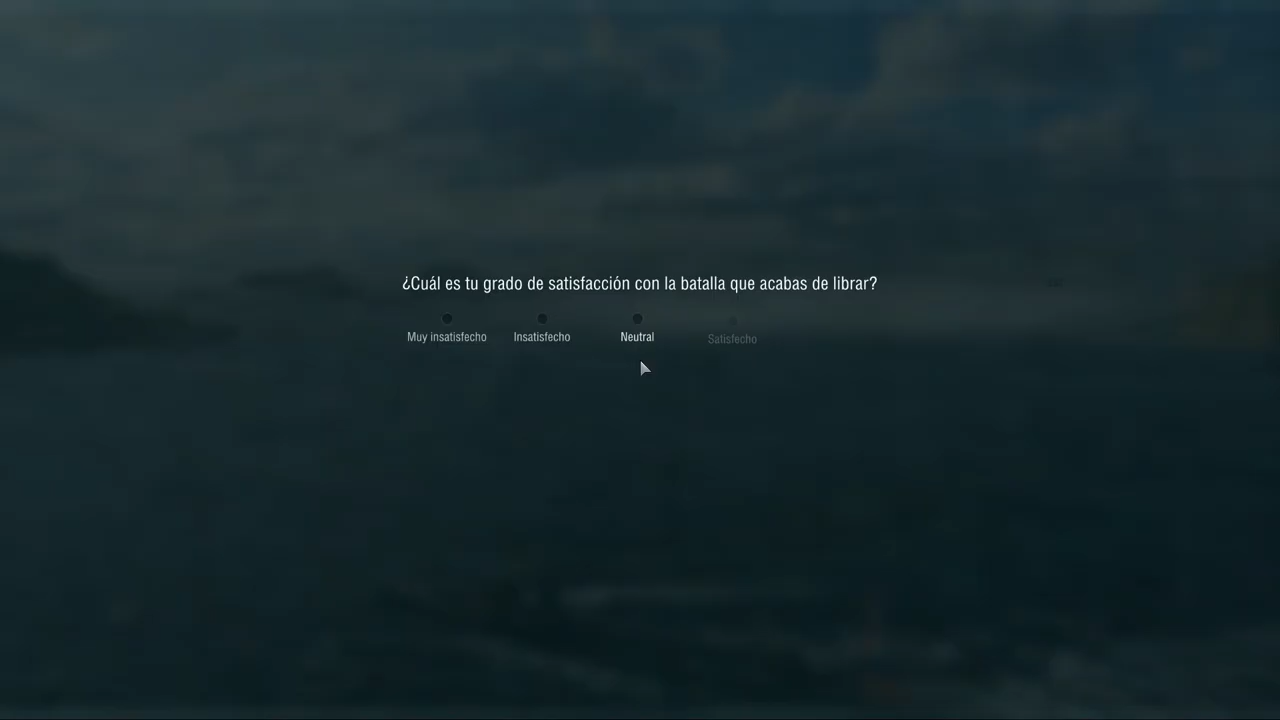 ¿Cuál es tu grado de satisfacción con la batalla que acabas de librar?
Muy insatisfecho Insatisfecho Neutral Satisfecho